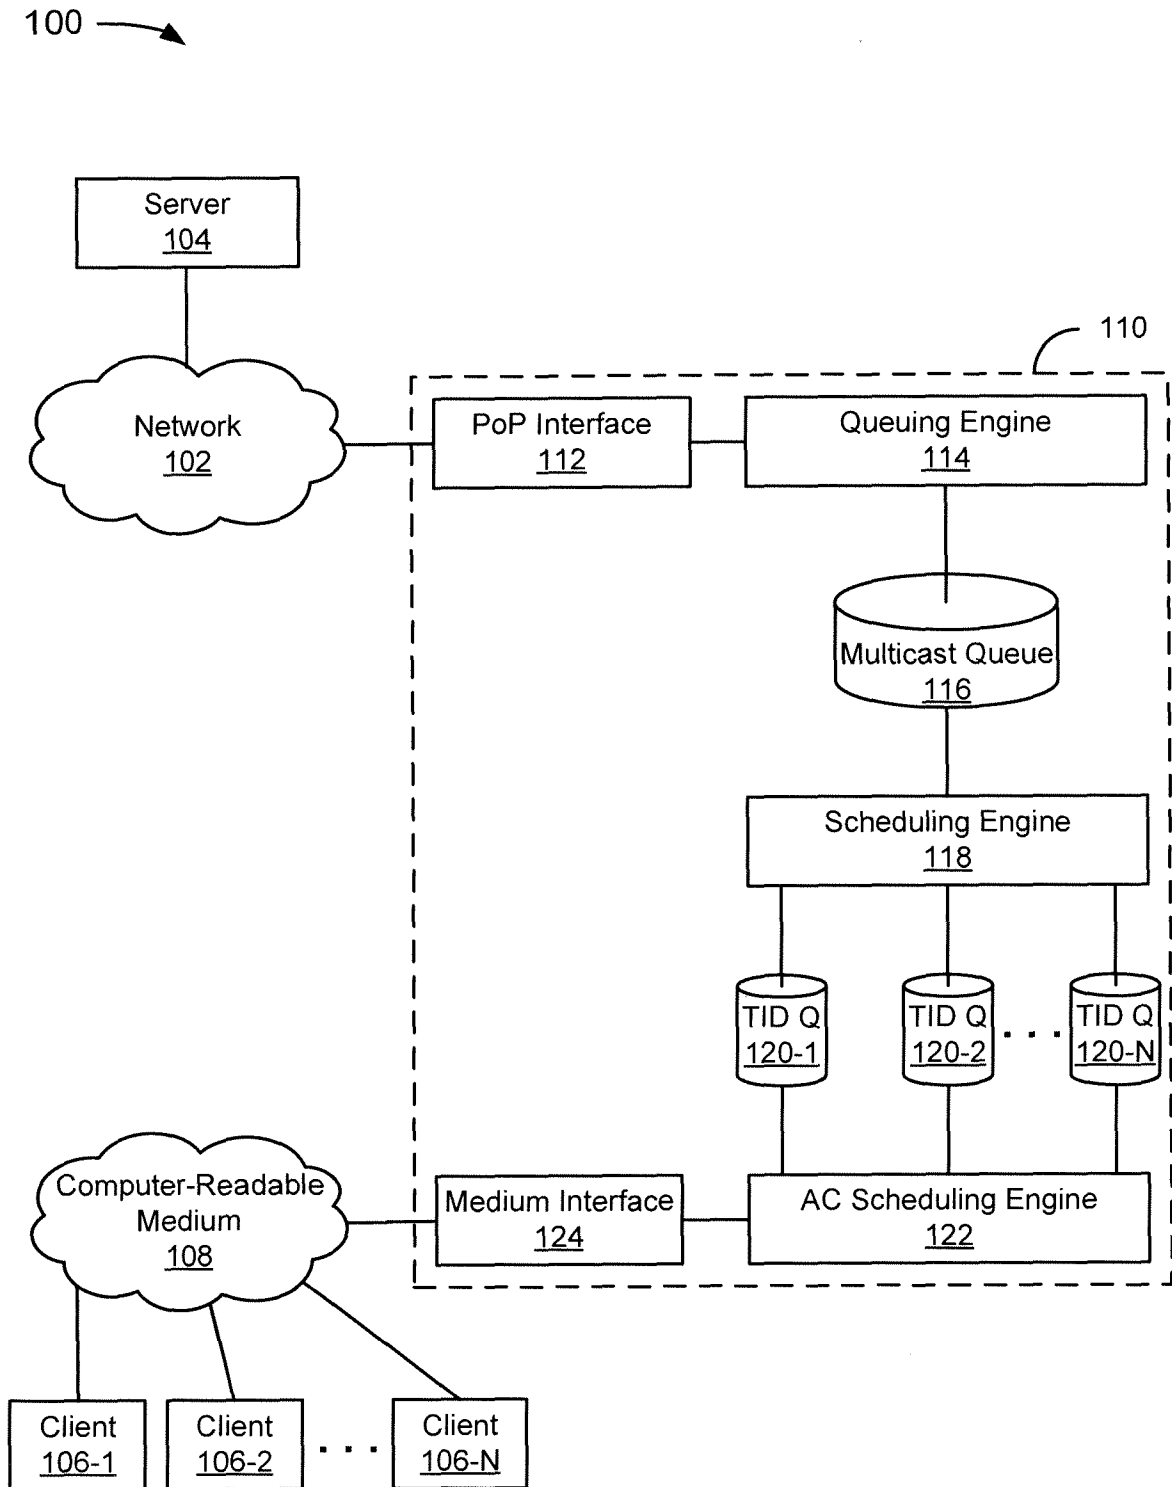 100
Server
104
110
Network
102
PoP Interface
112
Queuing Engine
114
Multicast Queue
116
Scheduling Engine
118
TID Q
120-1
TID Q
120-2
. . .
TID Q
120-N
Computer-Readable
Medium
108
Medium Interface
124
AC Scheduling Engine
122
Client
106-1
Client
106-2
. . .
Client
106-N